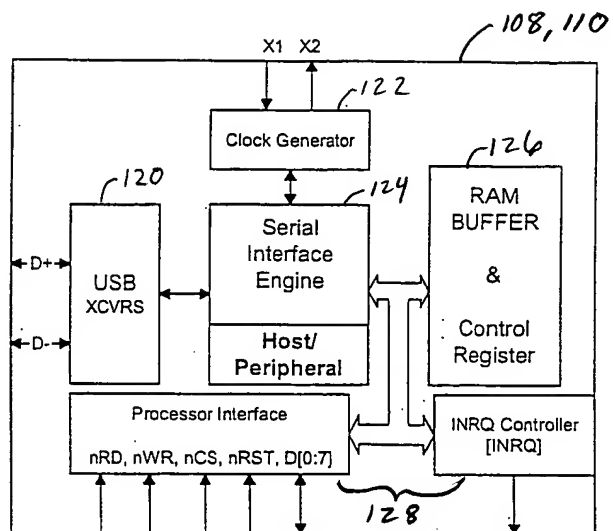 108, 110
X1 X2
122
Clock Generator
120
124
126
USB
XCVRS
D+
D-
Serial
Interface
Engine
Host/
Peripheral
RAM
BUFFER
&
Control
Register
Processor Interface
nRD, nWR, nCS, nRST, D[0:7]
INRQ Controller
[INRQ]
128